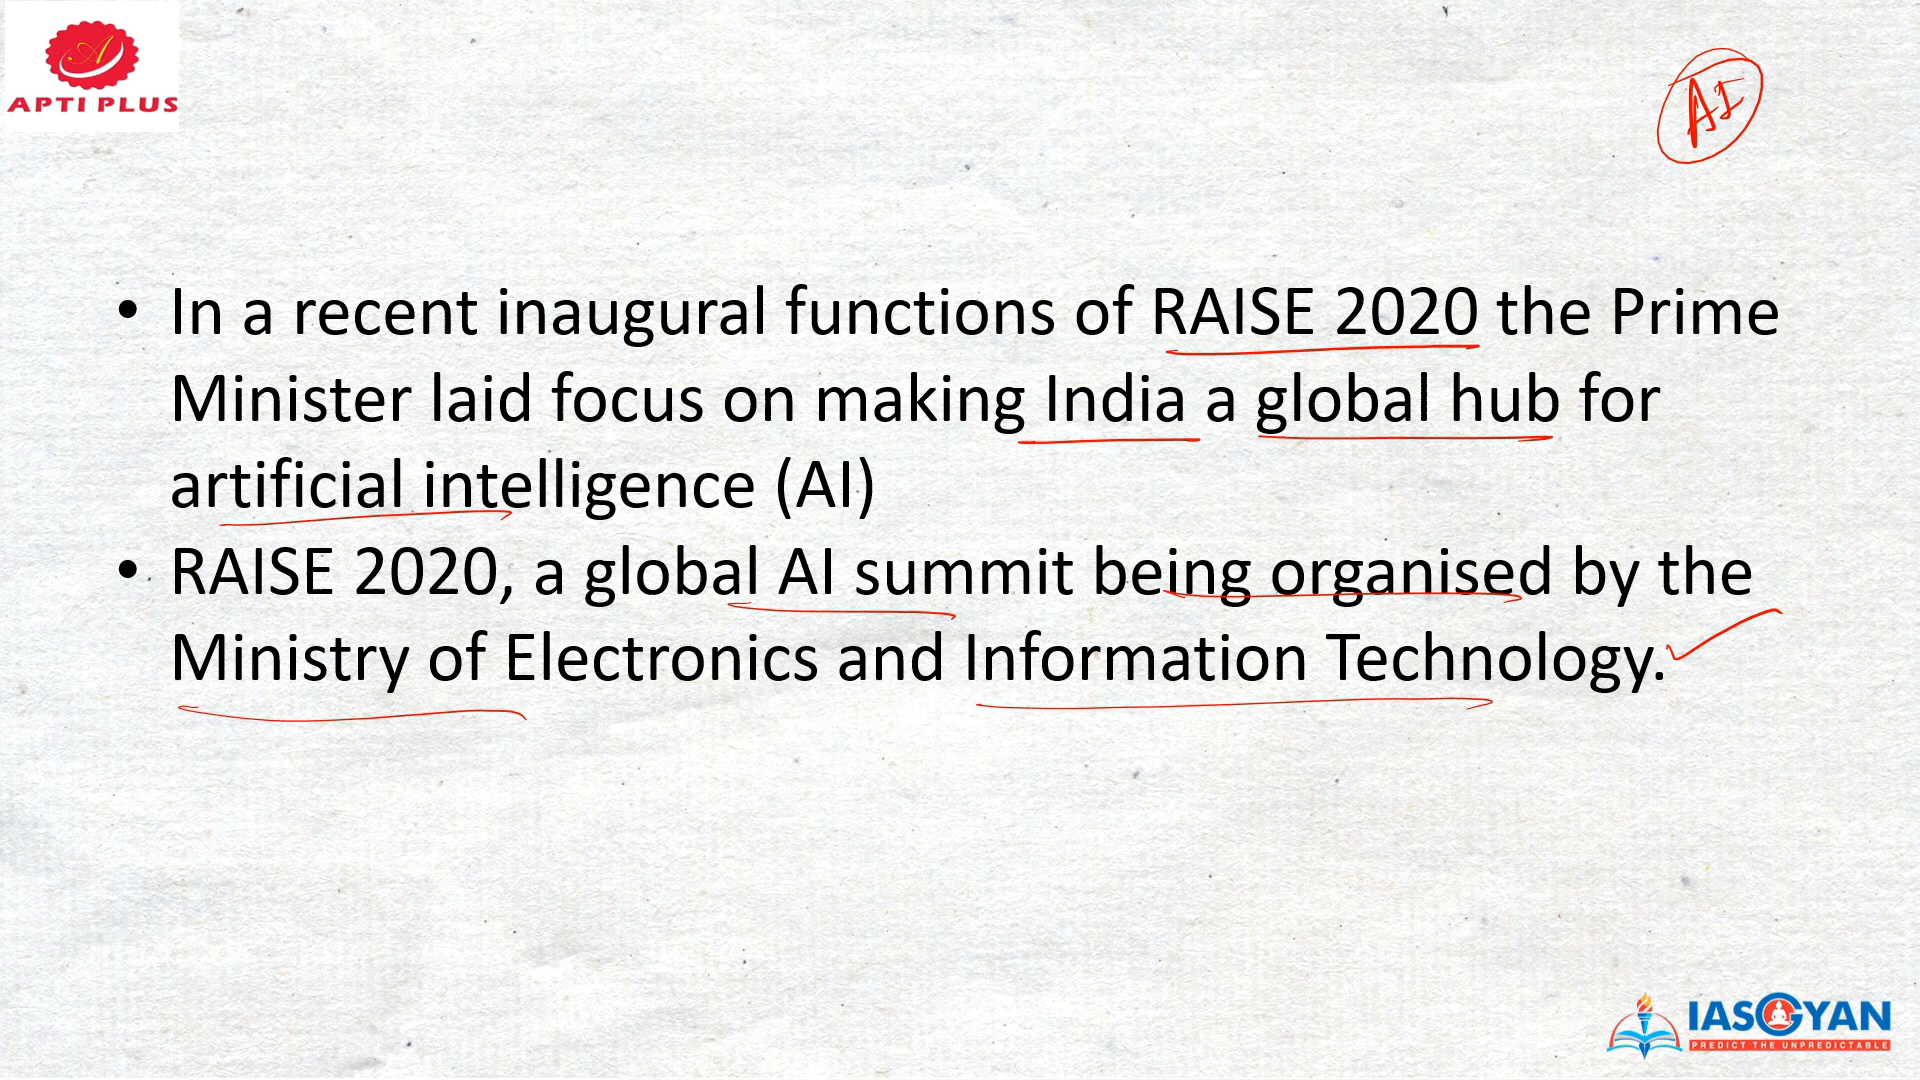 APTI PLUS
AI
• In a recent inaugural functions of RAISE 2020 the Prime
Minister laid focus on making India a global hub for
artificial intelligence (AI)
• RAISE 2020, a global AI summit being organised by the
Ministry of Electronics and Information Technology.
IASGYAN
PREDICT THE UNPREDICTABLE